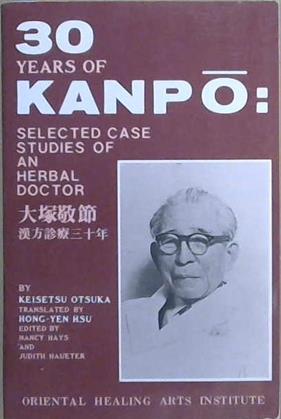 30
YEARS OF
KANPŌ:
SELECTED CASE
STUDIES OF
AN
HERBAL
DOCTOR
大塚敬節
漢方診療三十年
BY
KEISETSU OTSUKA
TRANSLATED BY
HONG-YEN HSU
EDITED BY
NANCY HAYS
AND
JUDITH HAUETER
ORIENTAL HEALING ARTS INSTITUTE